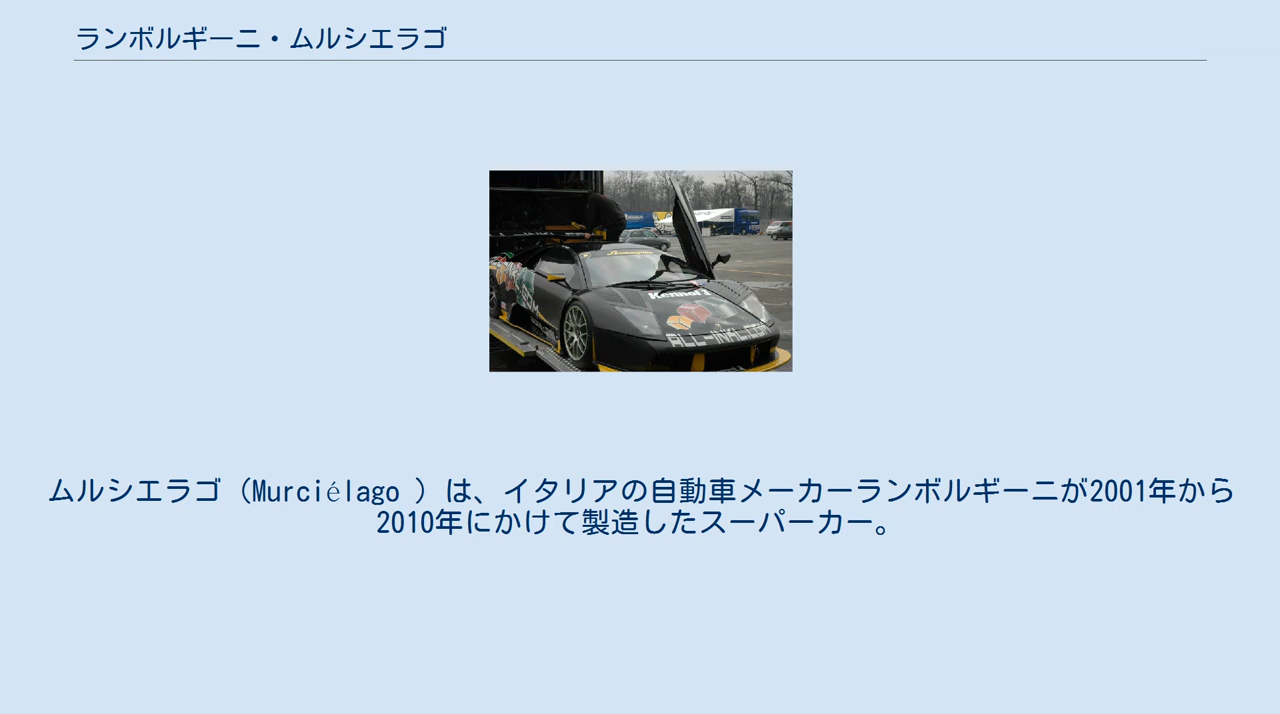 ランボルギーニ・ムルシエラゴ
Kenno
ALL-INKL.COM
ムルシエラゴ（Murciélago ）は、イタリアの自動車メーカーランボルギーニが2001年から
2010年にかけて製造したスーパーカー。